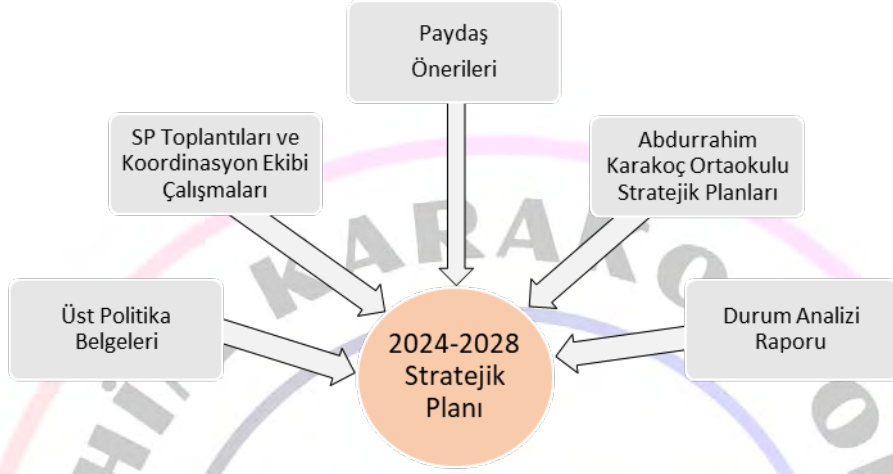 Paydaş
Önerileri
SP Toplantıları ve
Koordinasyon Ekibi
Çalışmaları
Abdurrahim
Karakoç Ortaokulu
Stratejik Planları
Üst Politika
Belgeleri
Durum Analizi
Raporu
2024-2028
Stratejik
Planı
KARAKO